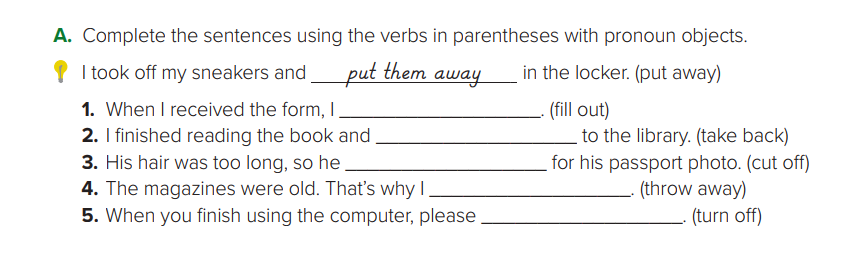 A. Complete the sentences using the verbs in parentheses with pronoun objects.
I took off my sneakers and put them away in the locker. (put away)
1. When I received the form, I ____________________. (fill out)
2. I finished reading the book and ____________________ to the library. (take back)
3. His hair was too long, so he ____________________ for his passport photo. (cut off)
4. The magazines were old. That's why I ____________________. (throw away)
5. When you finish using the computer, please ____________________. (turn off)